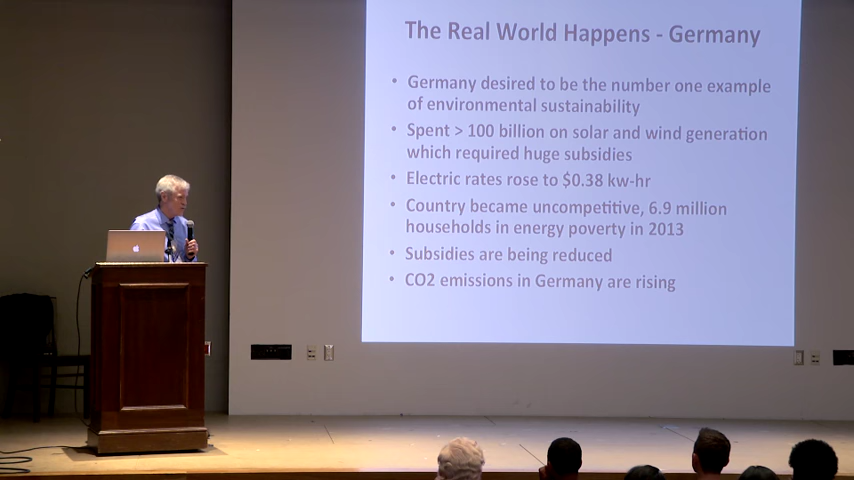 The Real World Happens - Germany
• Germany desired to be the number one example
of environmental sustainability
• Spent > 100 billion on solar and wind generation
which required huge subsidies
• Electric rates rose to $0.38 kw-hr
• Country became uncompetitive, 6.9 million
households in energy poverty in 2013
• Subsidies are being reduced
• CO2 emissions in Germany are rising